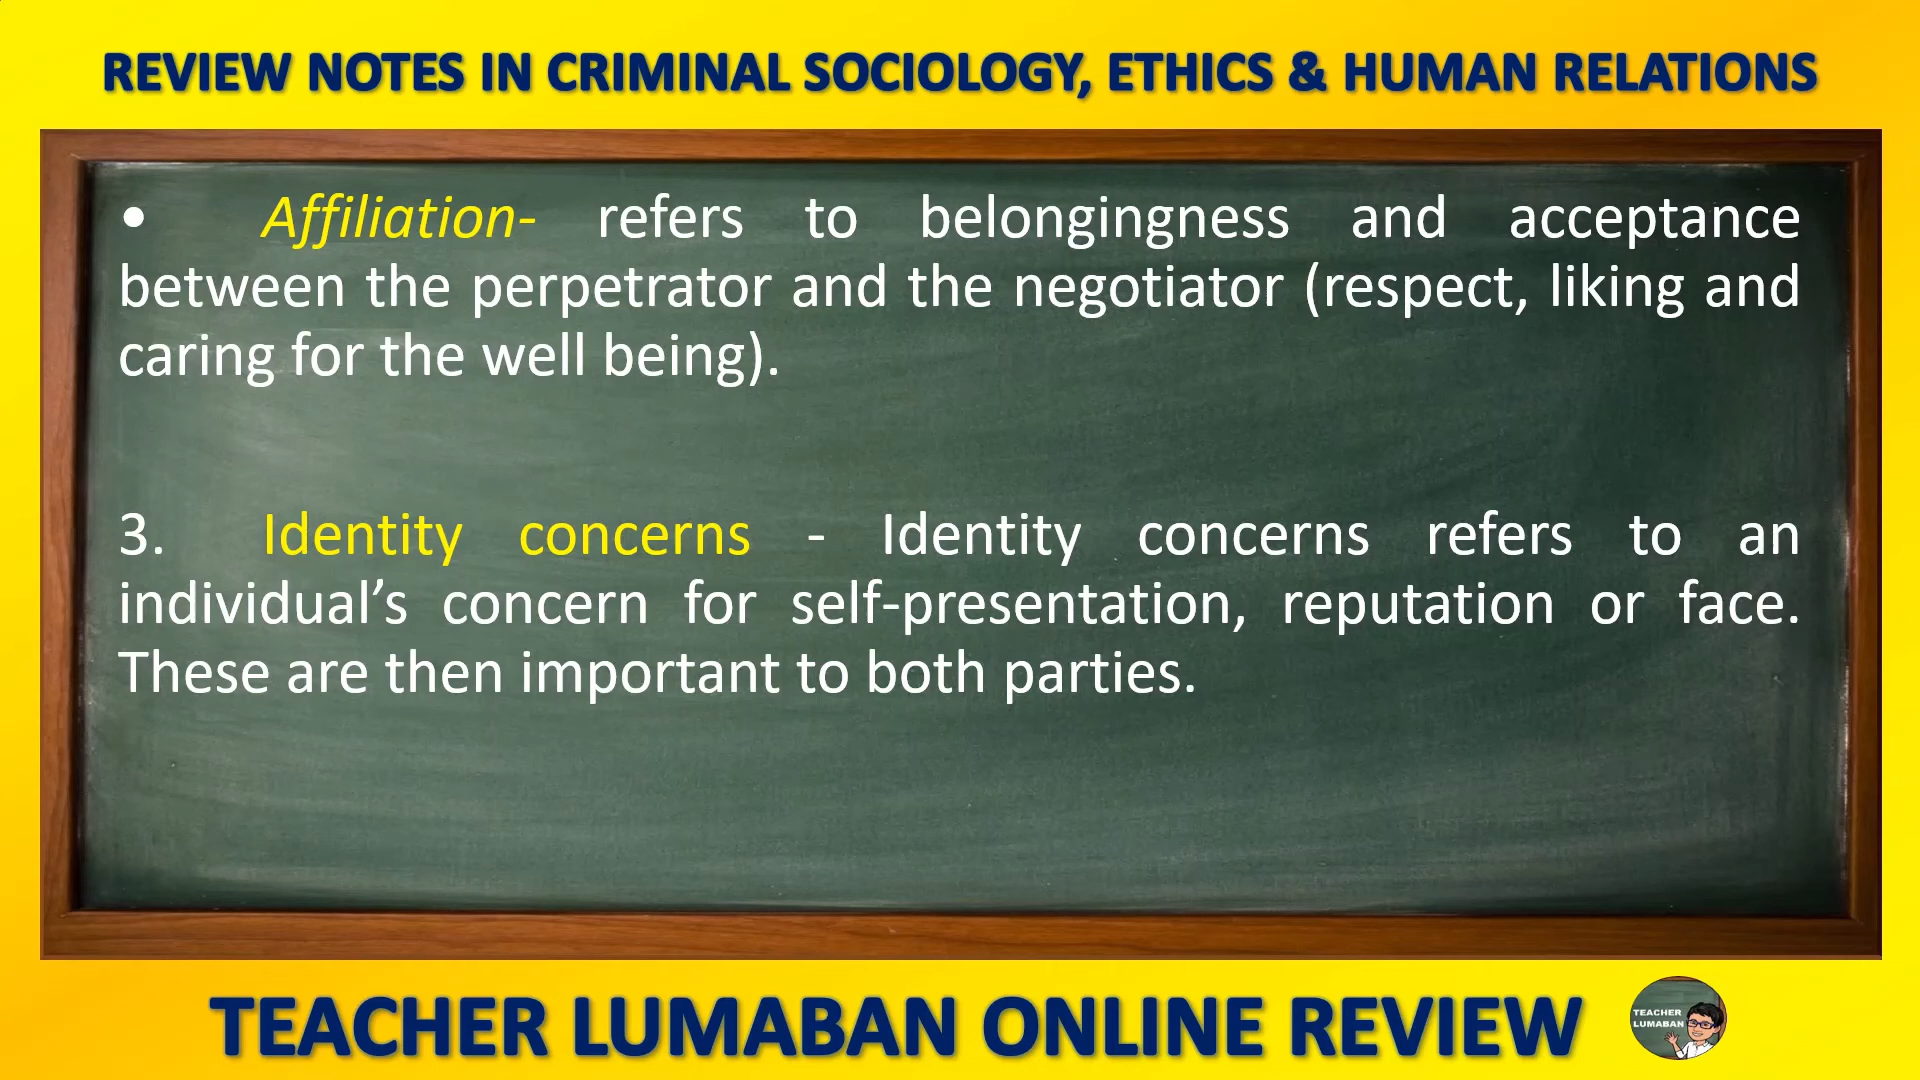 REVIEW NOTES IN CRIMINAL SOCIOLOGY, ETHICS & HUMAN RELATIONS
• Affiliation- refers to belongingness and acceptance
between the perpetrator and the negotiator (respect, liking and
caring for the well being).
3. Identity concerns - Identity concerns refers to an
individual’s concern for self-presentation, reputation or face.
These are then important to both parties.
TEACHER LUMABAN ONLINE REVIEW
TEACHER
LUMABAN